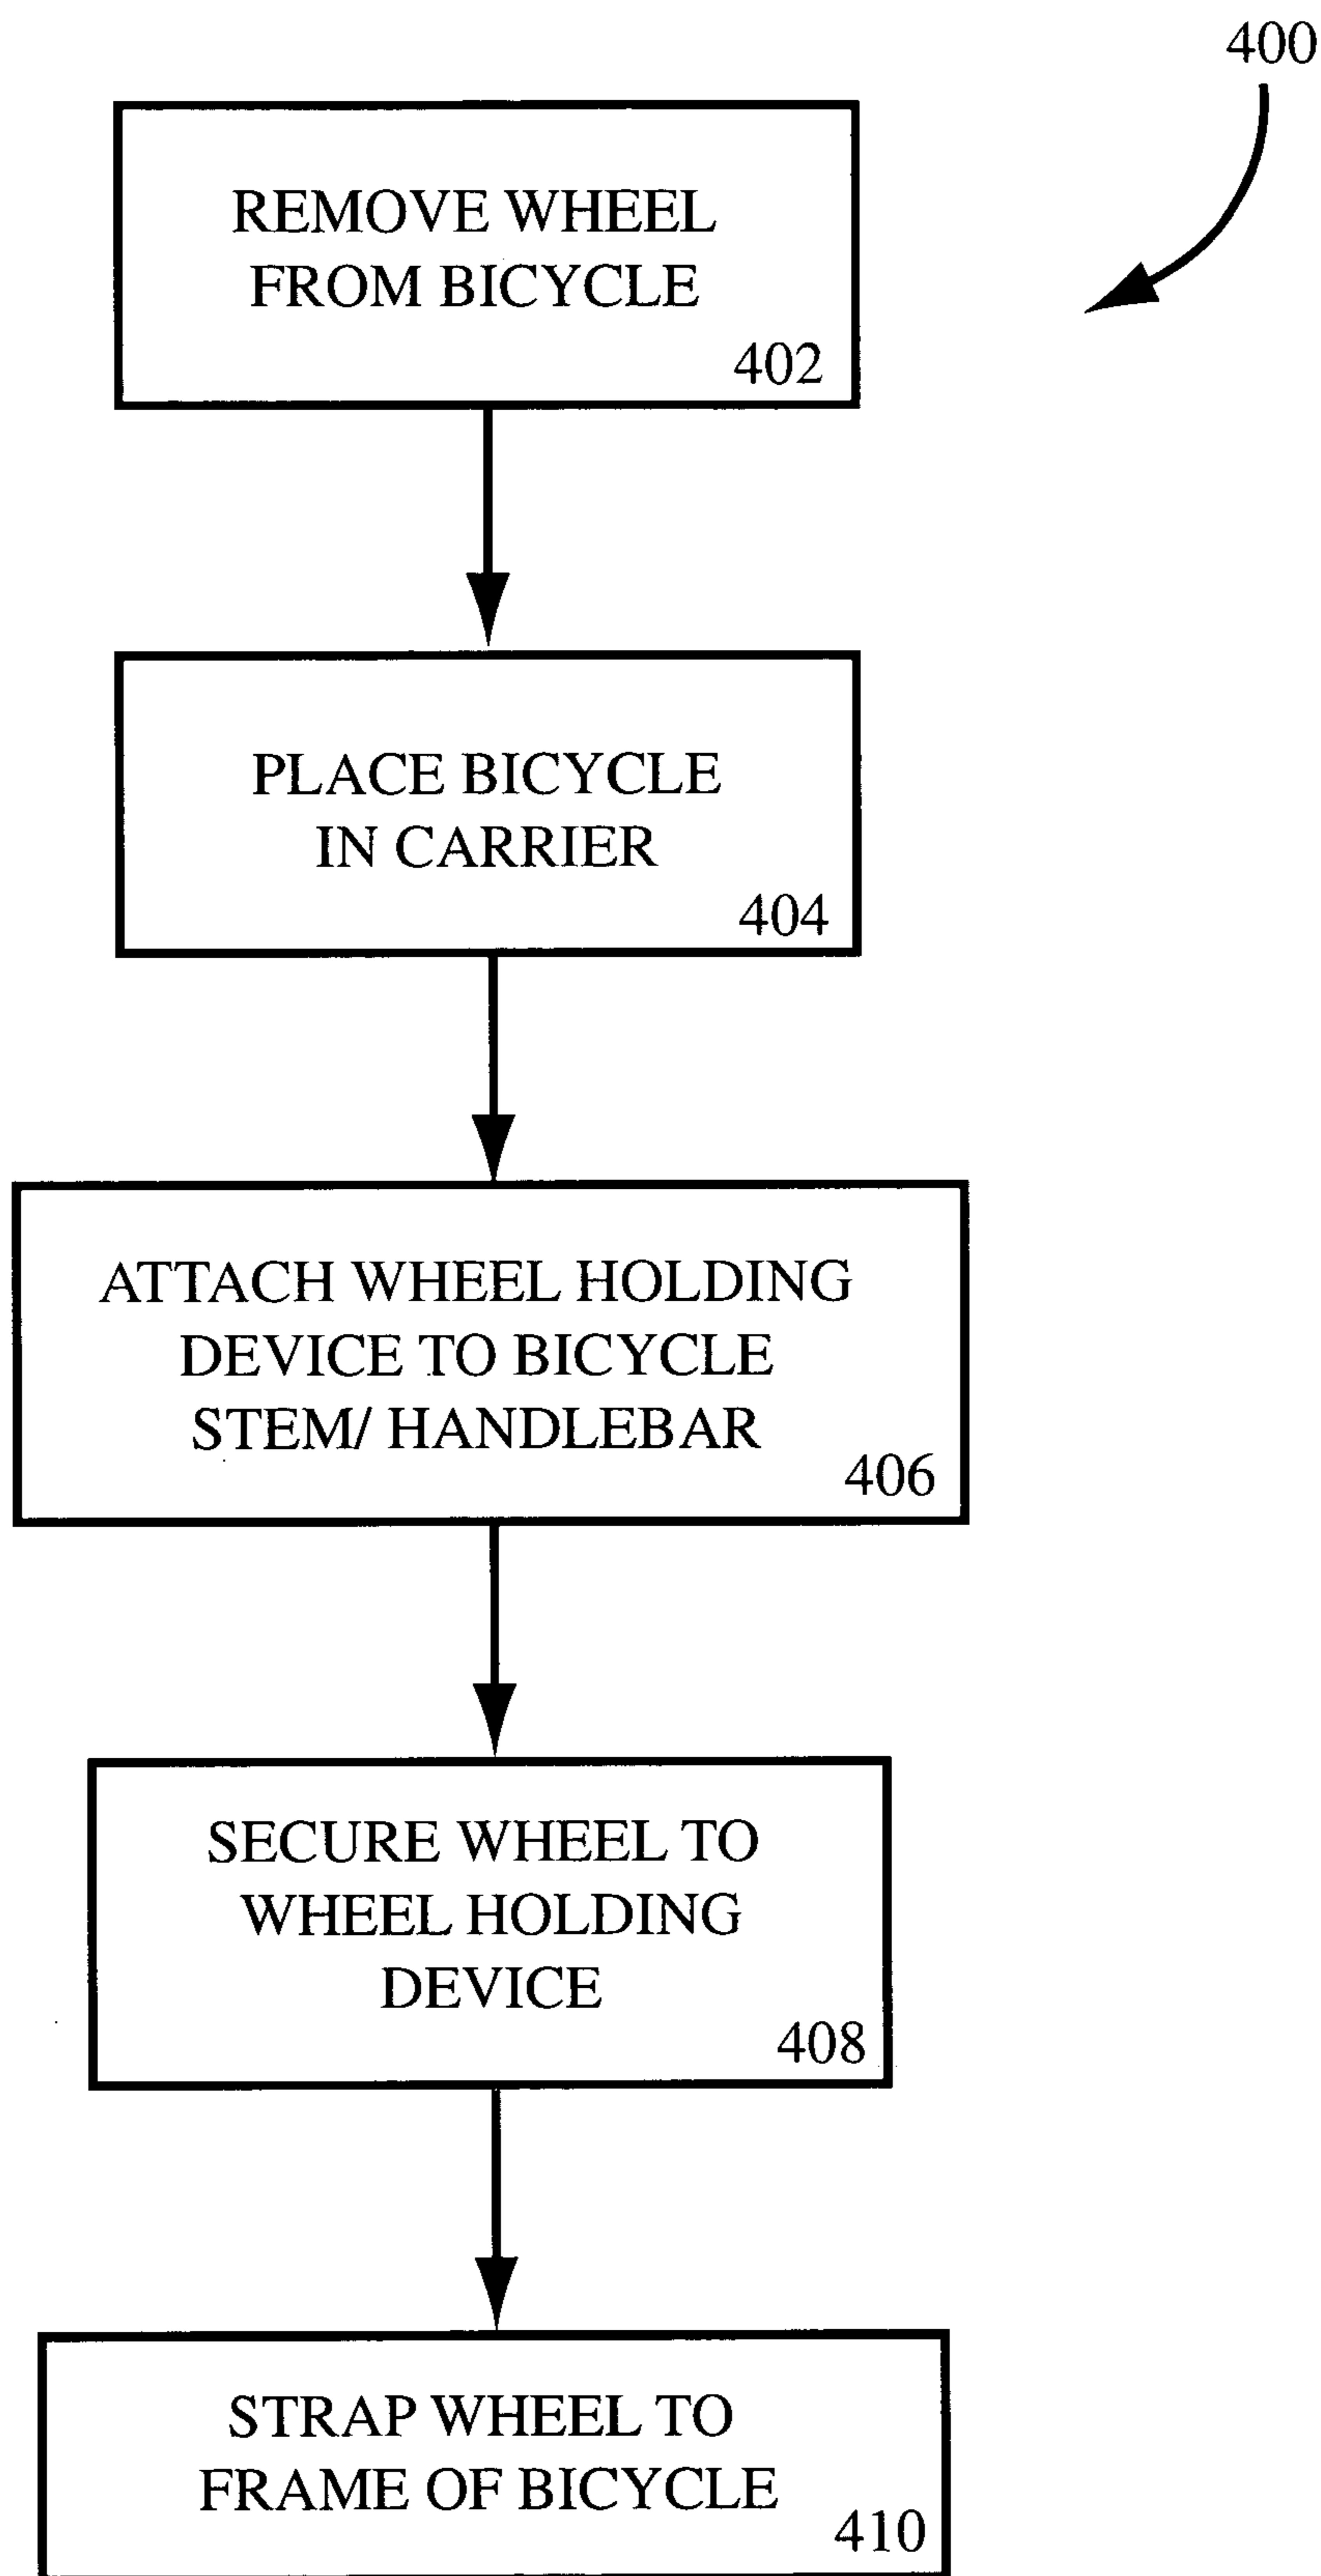 400
REMOVE WHEEL
FROM BICYCLE
402
PLACE BICYCLE
IN CARRIER
404
ATTACH WHEEL HOLDING
DEVICE TO BICYCLE
STEM/ HANDLEBAR
406
SECURE WHEEL TO
WHEEL HOLDING
DEVICE
408
STRAP WHEEL TO
FRAME OF BICYCLE
410